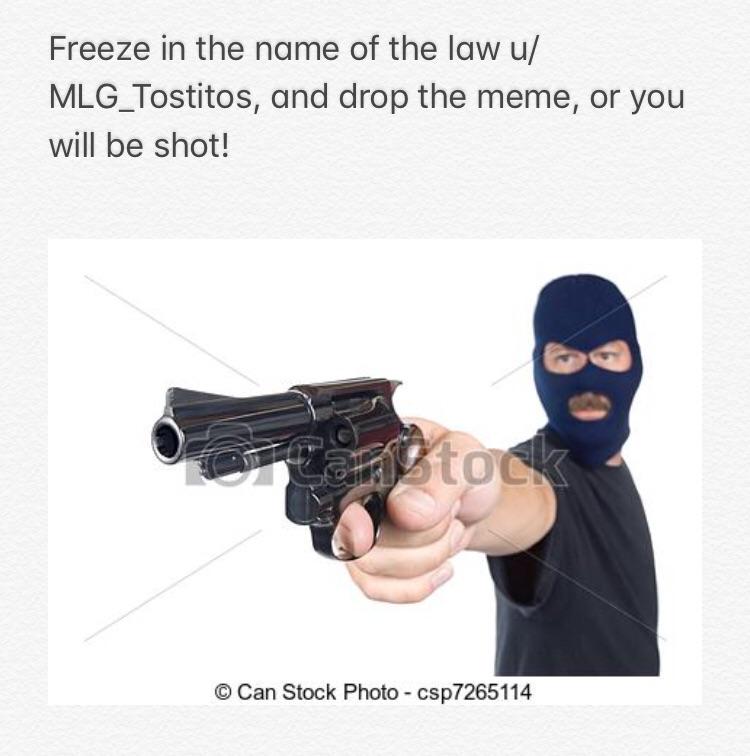 Freeze in the name of the law u/
MLG_Tostitos, and drop the meme, or you
will be shot!
CanStock
© Can Stock Photo - csp7265114